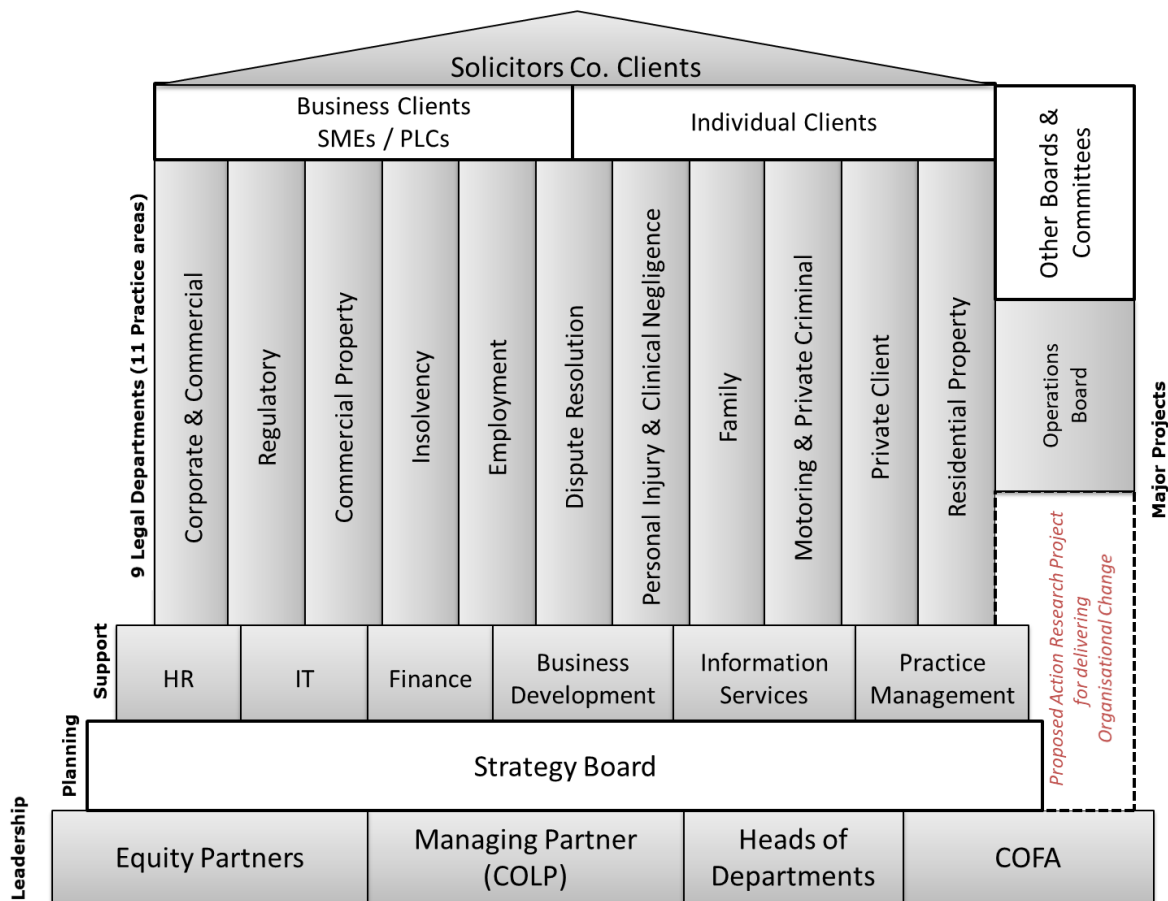 Solicitors Co. Clients
Business Clients
SMEs / PLCs
Individual Clients
Other Boards &
Committees
9 Legal Departments (11 Practice areas)
Corporate & Commercial
Regulatory
Commercial Property
Insolvency
Employment
Dispute Resolution
Personal Injury & Clinical Negligence
Family
Motoring & Private Criminal
Private Client
Residential Property
Operations
Board
Major Projects
Proposed Action Research Project
for delivering
Organisational Change
Support
HR
IT
Finance
Business
Development
Information
Services
Practice
Management
Planning
Strategy Board
Leadership
Equity Partners
Managing Partner
(COLP)
Heads of
Departments
COFA